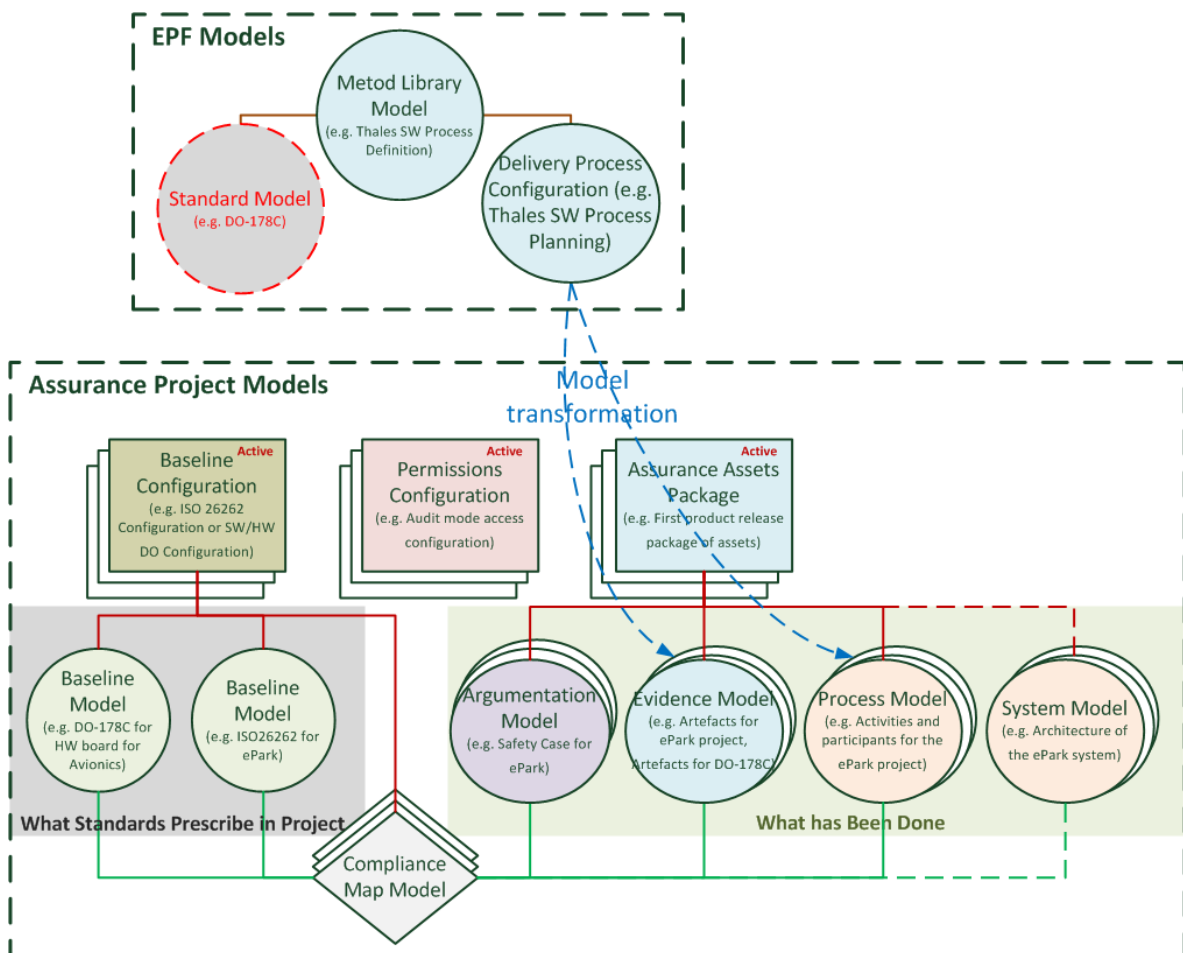 EPF Models
Metod Library
Model
(e.g. Thales SW Process
Definition)
Standard Model
(e.g. DO-178C)
Delivery Process
Configuration (e.g.
Thales SW Process
Planning)
Assurance Project Models
Model
transformation
Active
Baseline
Configuration
(e.g. ISO 26262
Configuration or SW/HW
DO Configuration)
Active
Permissions
Configuration
(e.g. Audit mode access
configuration)
Active
Assurance Assets
Package
(e.g. First product release
package of assets)
Baseline
Model
(e.g. DO-178C for
HW board for
Avionics)
Baseline
Model
(e.g. ISO26262 for
ePark)
What Standards Prescribe in Project
Argumentation
Model
(e.g. Safety Case for
ePark)
Evidence Model
(e.g. Artefacts for
ePark project,
Artefacts for DO-178C)
Process Model
(e.g. Activities and
participants for the
ePark project)
System Model
(e.g. Architecture of
the ePark system)
What has Been Done
Compliance
Map Model